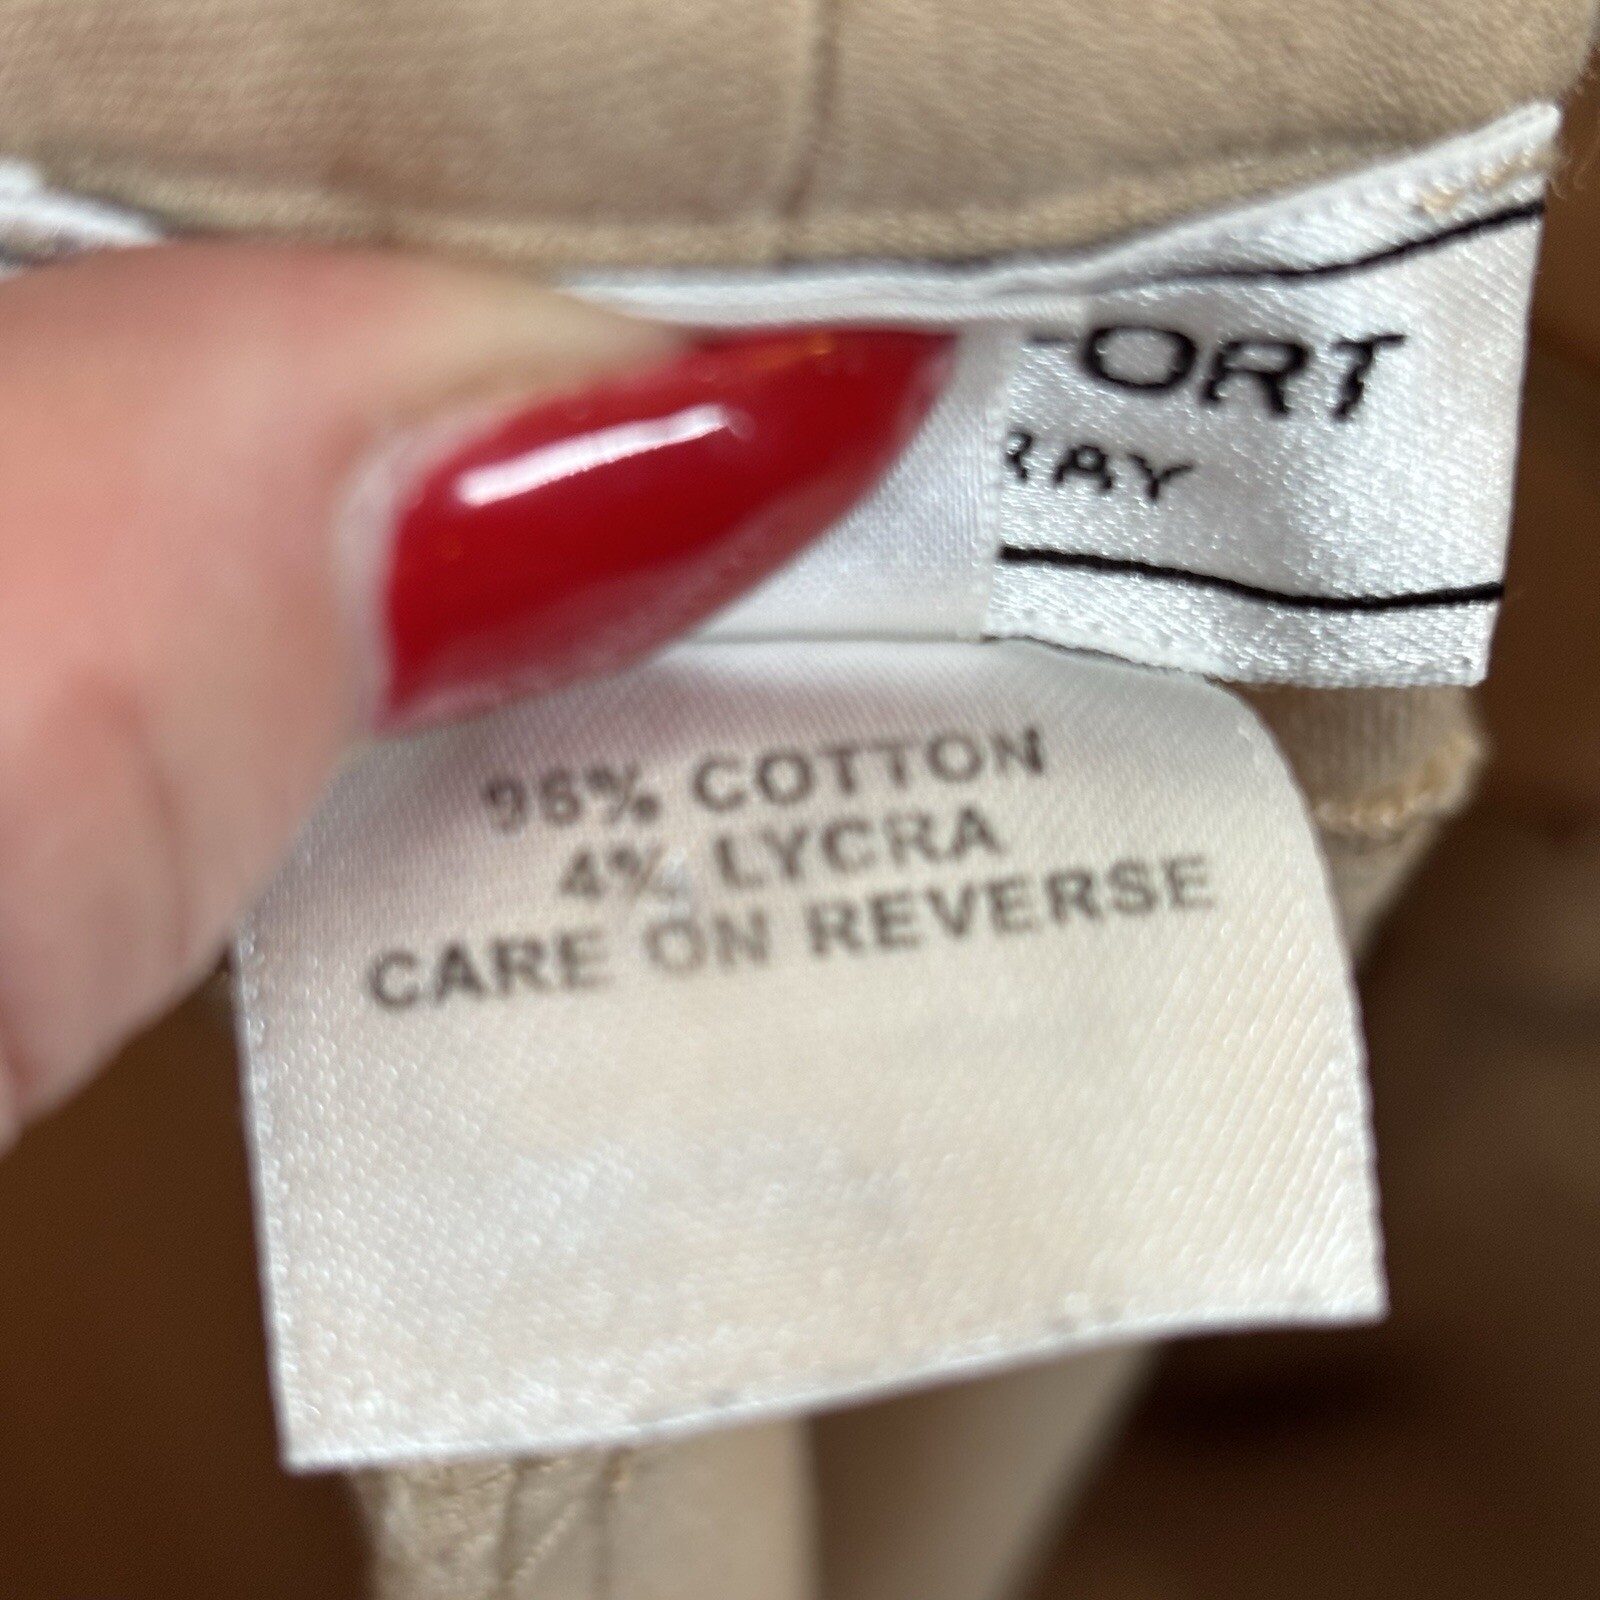 ORT
RAY
96% COTTON
4% LYCRA
CARE ON REVERSE